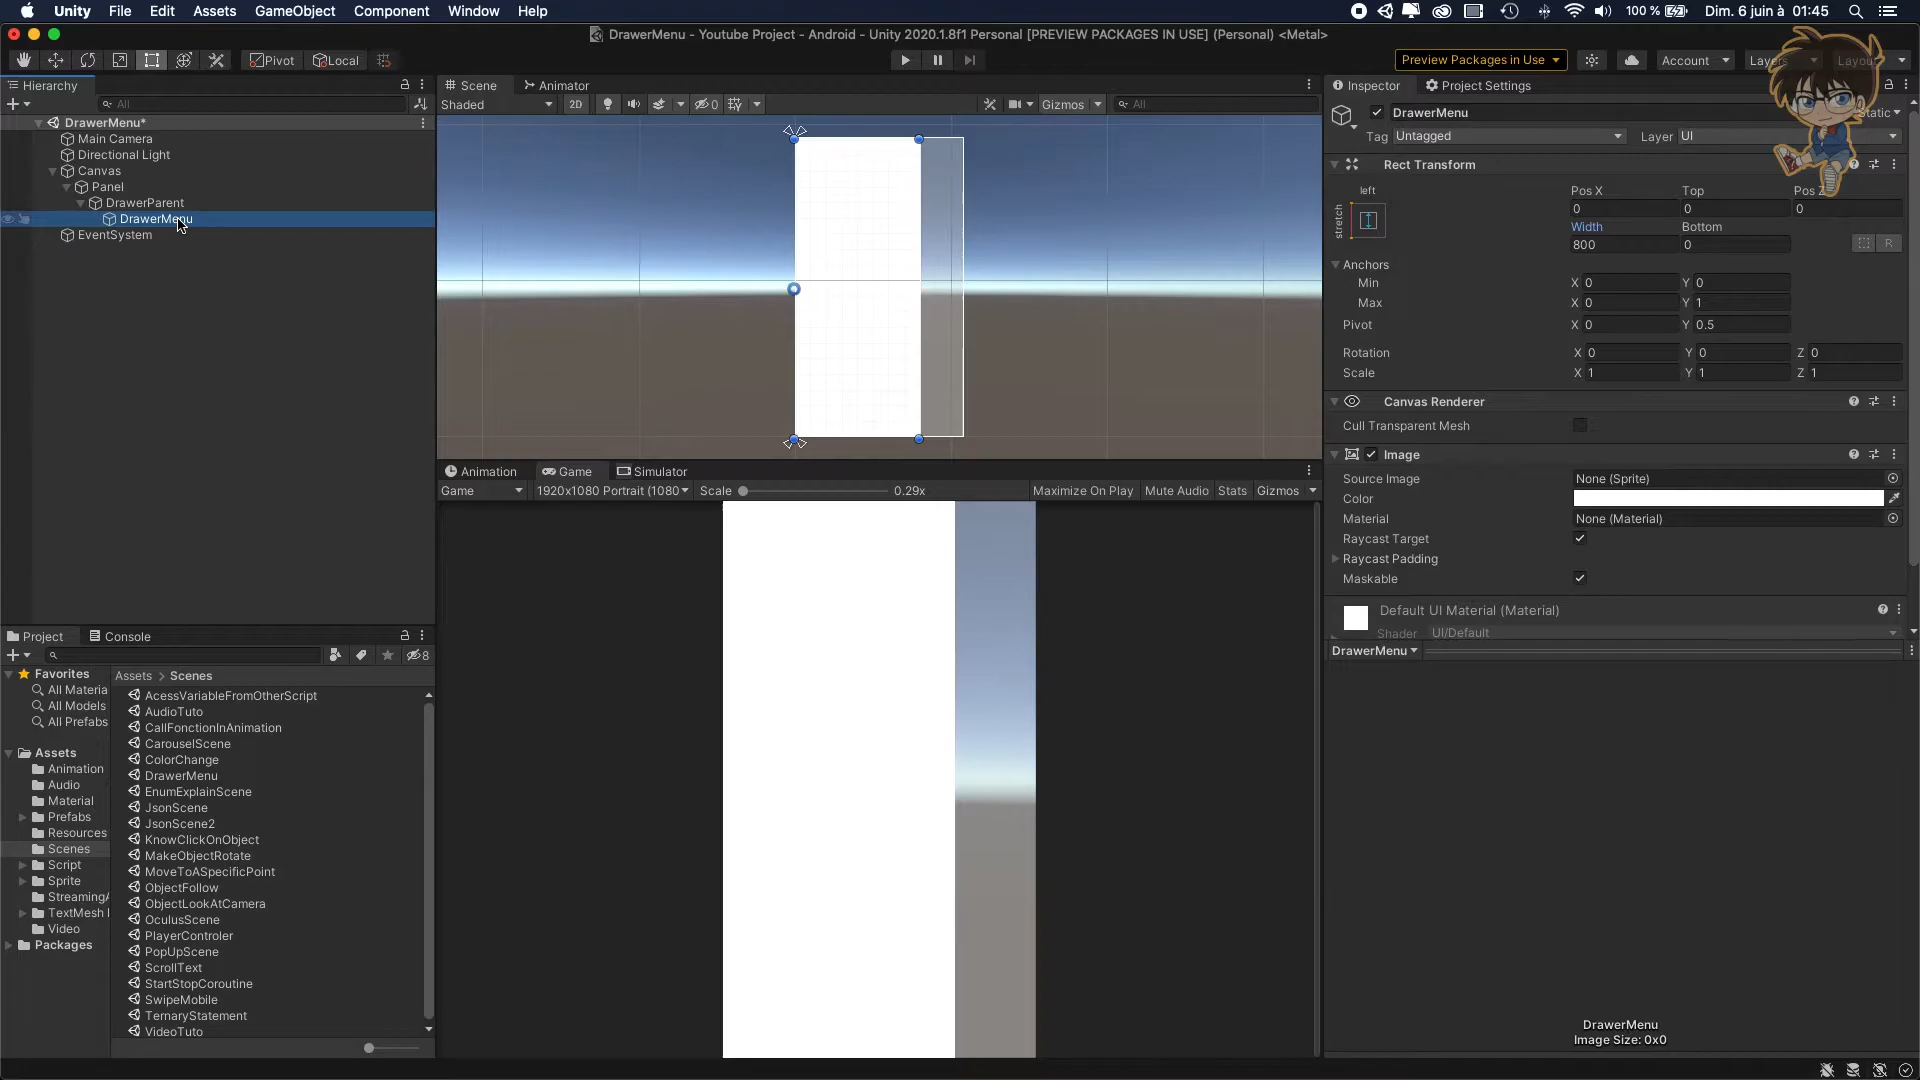 Unity File Edit Assets GameObject Component Window Help
100 % Dim. 6 juin à 01:45
DrawerMenu - Youtube Project - Android - Unity 2020.1.8f1 Personal [PREVIEW PACKAGES IN USE] (Personal) <Metal>
Pivot Local
Preview Packages in Use Account
Hierarchy
All
DrawerMenu*
Main Camera
Directional Light
Canvas
Panel
DrawerParent
DrawerMenu
EventSystem
Scene Animator
Shaded 2D 0 Gizmos All
Animation Game Simulator
Game 1920x1080 Portrait (1080 Scale 0.29x Maximize On Play Mute Audio Stats Gizmos
Project Console
8
Favorites
All Materia
All Models
All Prefabs
Assets
Animation
Audio
Material
Prefabs
Resources
Scenes
Script
Sprite
Streaming
TextMesh
Video
Packages
Assets > Scenes
AcessVariableFromOtherScript
AudioTuto
CallFonctionInAnimation
CarouselScene
ColorChange
DrawerMenu
EnumExplainScene
JsonScene
JsonScene2
KnowClickOnObject
MakeObjectRotate
MoveToASpecificPoint
ObjectFollow
ObjectLookAtCamera
OculusScene
PlayerControler
PopUpScene
ScrollText
StartStopCoroutine
SwipeMobile
TernaryStatement
VideoTuto
Inspector Project Settings
DrawerMenu Static
Tag Untagged Layer UI
Rect Transform
left
stretch
Pos X Top Pos Z
0 0 0
Width Bottom
800 0
R
Anchors
Min X 0 Y 0
Max X 0 Y 1
Pivot X 0 Y 0.5
Rotation X 0 Y 0 Z 0
Scale X 1 Y 1 Z 1
Canvas Renderer
Cull Transparent Mesh
Image
Source Image None (Sprite)
Color
Material None (Material)
Raycast Target
Raycast Padding
Maskable
Default UI Material (Material)
Shader UI/Default
DrawerMenu
DrawerMenu
Image Size: 0x0